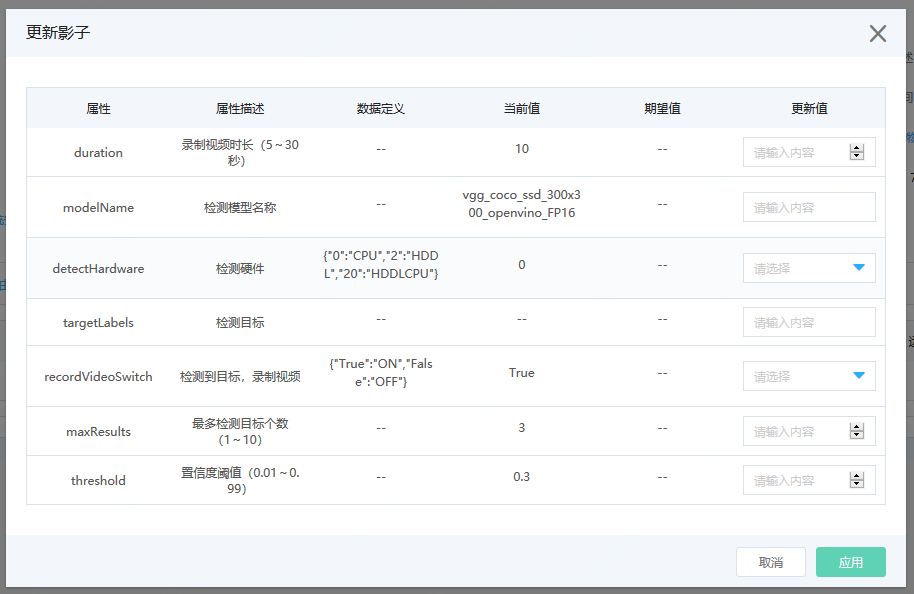 更新影子
属性 属性描述 数据定义 当前值 期望值 更新值
duration 录制视频时长（5～30秒） -- 10 -- 请输入内容
modelName 检测模型名称 -- vgg_coco_ssd_300x300_openvino_FP16 -- 请输入内容
detectHardware 检测硬件 {"0":"CPU","2":"HDDL","20":"HDDLCPU"} 0 -- 请选择
targetLabels 检测目标 -- -- -- 请输入内容
recordVideoSwitch 检测到目标，录制视频 {"True":"ON","False":"OFF"} True -- 请选择
maxResults 最多检测目标个数（1～10） -- 3 -- 请输入内容
threshold 置信度阈值（0.01～0.99） -- 0.3 -- 请输入内容
取消 应用